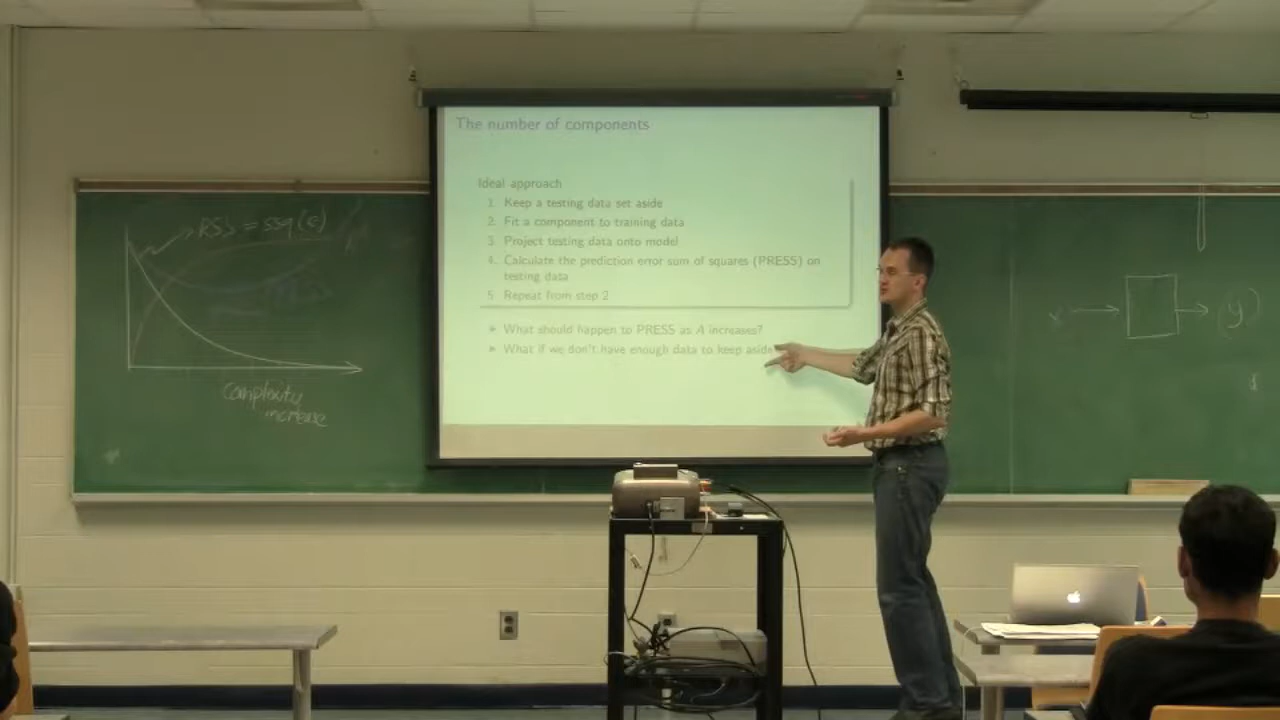 The number of components
Ideal approach
1. Keep a testing data set aside
2. Fit a component to training data
3. Project testing data onto model
4. Calculate the prediction error sum of squares (PRESS) on
testing data
5. Repeat from step 2
What should happen to PRESS as A increases?
What if we don't have enough data to keep aside
RSS = ssq(e)
complexity
increase
x
(y)